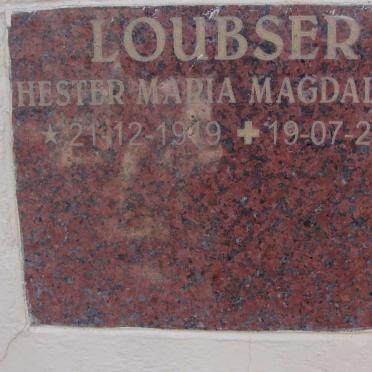 LOUBSER
HESTER MARIA MAGDAL
★ 21-12-1919 ✚ 19-07-2